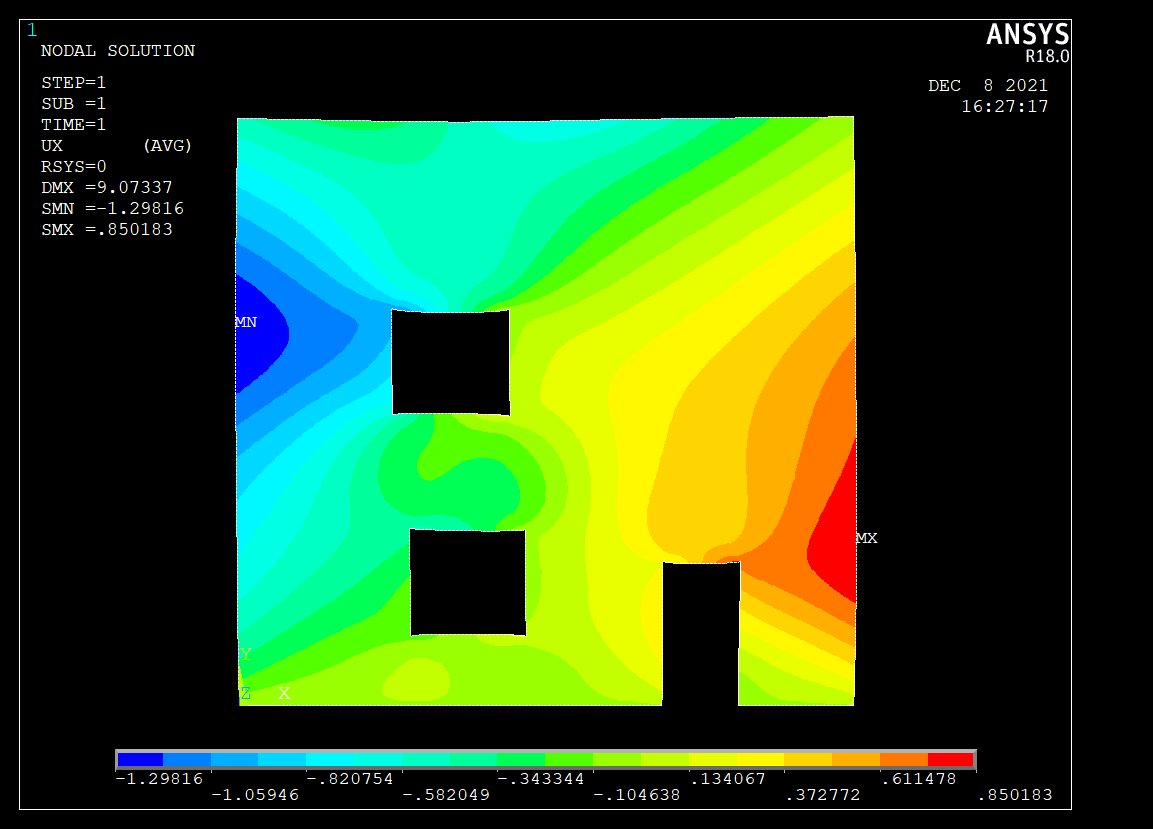 1
ANSYS
R18.0
NODAL SOLUTION
STEP=1
SUB =1
TIME=1
UX (AVG)
RSYS=0
DMX =9.07337
SMN =-1.29816
SMX =.850183
DEC 8 2021
16:27:17
MN
MX
Y
Z X
-1.29816 -.820754 -.343344 .134067 .611478
-1.05946 -.582049 -.104638 .372772 .850183